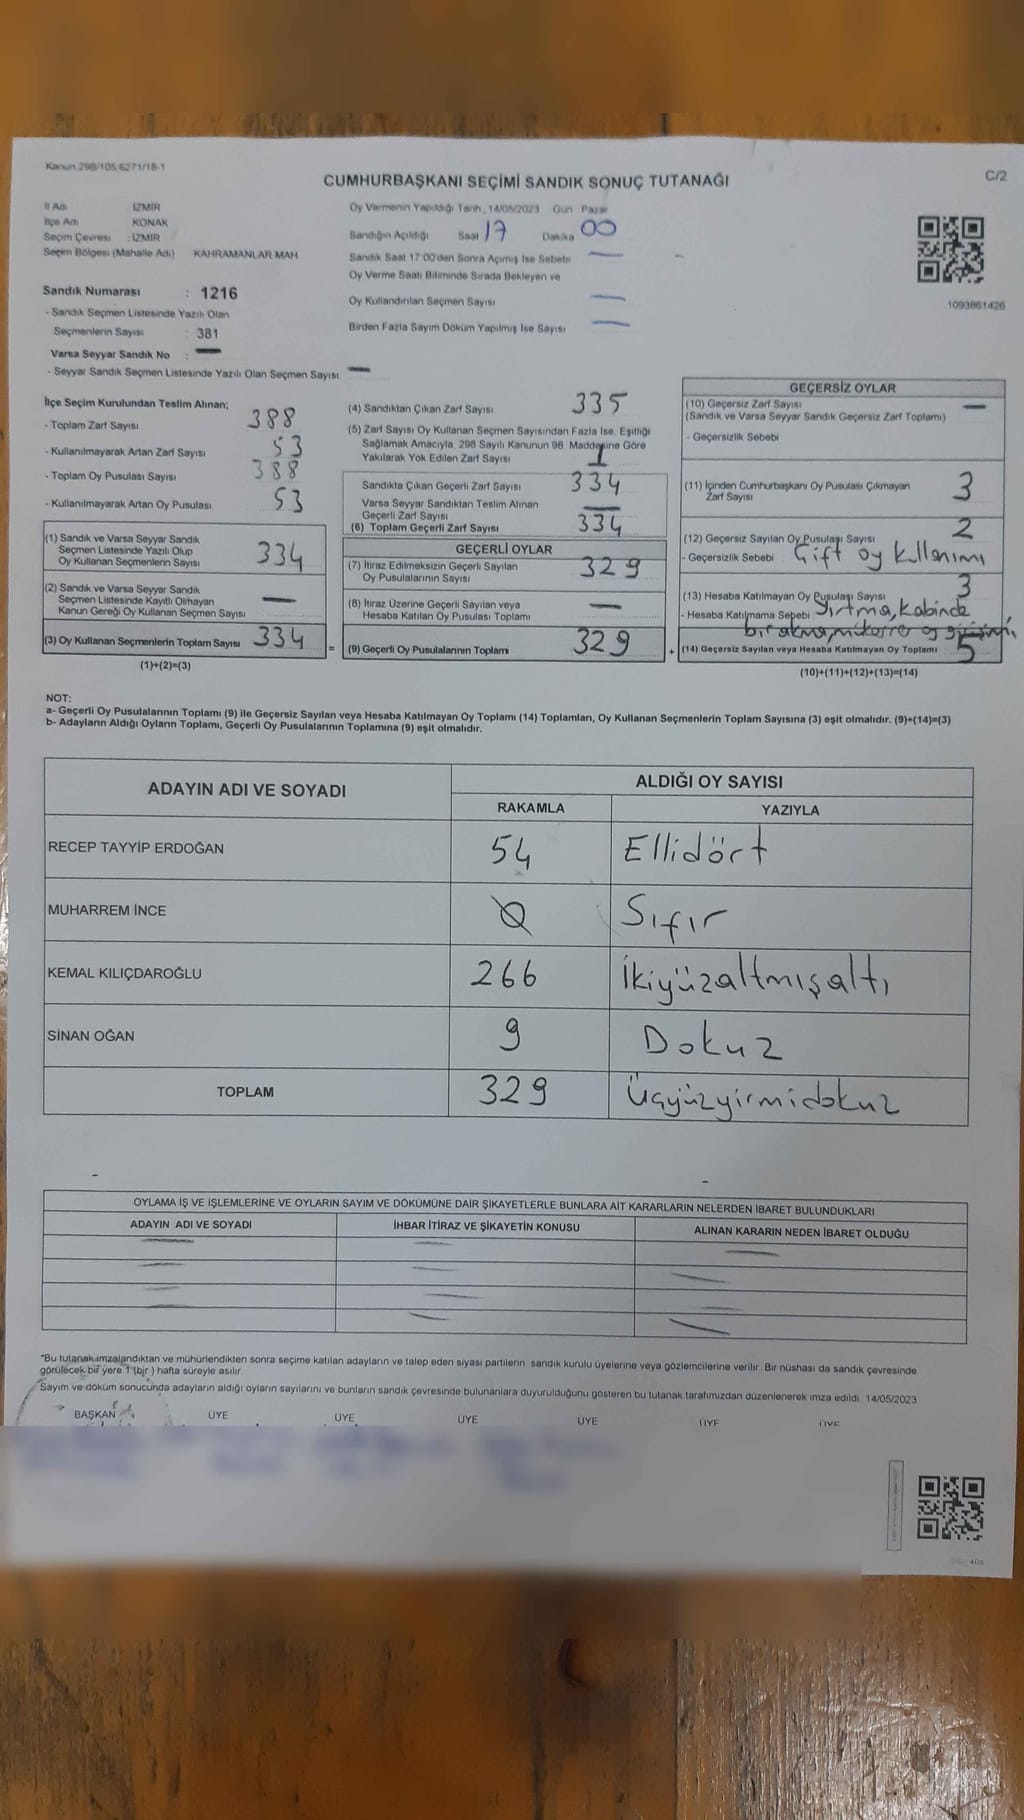 Kanun 298/105,6271/18-1
CUMHURBAŞKANI SEÇİMİ SANDIK SONUÇ TUTANAĞI
C/2
İl Adı : İZMİR
İlçe Adı : KONAK
Seçim Çevresi : İZMİR
Seçim Bölgesi (Mahalle Adı) KAHRAMANLAR MAH
Sandık Numarası : 1216
- Sandık Seçmen Listesinde Yazılı Olan
Seçmenlerin Sayısı : 381
Varsa Seyyar Sandık No : —
- Seyyar Sandık Seçmen Listesinde Yazılı Olan Seçmen Sayısı —
Oy Vermenin Yapıldığı Tarih, 14/05/2023 Gün Pazar
Sandığın Açıldığı Saat 17 Dakika 00
Sandık Saat 17:00'den Sonra Açımış İse Sebebi —
Oy Verme Saati Bitiminde Sırada Bekleyen ve
Oy Kullandırılan Seçmen Sayısı —
Birden Fazla Sayım Döküm Yapılmış İse Sayısı —
1093861426
İlçe Seçim Kurulundan Teslim Alınan;
- Toplam Zarf Sayısı 388
- Kullanılmayarak Artan Zarf Sayısı 53
- Toplam Oy Pusulası Sayısı 388
- Kullanılmayarak Artan Oy Pusulası 53
(1) Sandık ve Varsa Seyyar Sandık
Seçmen Listesinde Yazılı Olup
Oy Kullanan Seçmenlerin Sayısı 334
(2) Sandık ve Varsa Seyyar Sandık
Seçmen Listesinde Kayıtlı Olmayan
Kanun Gereği Oy Kullanan Seçmen Sayısı —
(3) Oy Kullanan Seçmenlerin Toplam Sayısı 334 =
(1)+(2)=(3)
(4) Sandıktan Çıkan Zarf Sayısı 335
(5) Zarf Sayısı Oy Kullanan Seçmen Sayısından Fazla İse, Eşitliği
Sağlamak Amacıyla, 298 Sayılı Kanunun 98. Maddesine Göre
Yakılarak Yok Edilen Zarf Sayısı 1
Sandıkta Çıkan Geçerli Zarf Sayısı 334
Varsa Seyyar Sandıktan Teslim Alınan
Geçerli Zarf Sayısı —
(6) Toplam Geçerli Zarf Sayısı 334
GEÇERLİ OYLAR
(7) İtiraz Edilmeksizin Geçerli Sayılan
Oy Pusulalarının Sayısı 329
(8) İtiraz Üzerine Geçerli Sayılan veya
Hesaba Katılan Oy Pusulası Toplamı —
(9) Geçerli Oy Pusulalarının Toplamı 329 +
GEÇERSİZ OYLAR
(10) Geçersiz Zarf Sayısı —
(Sandık ve Varsa Seyyar Sandık Geçersiz Zarf Toplamı)
- Geçersizlik Sebebi
(11) İçinden Cumhurbaşkanı Oy Pusulası Çıkmayan
Zarf Sayısı 3
(12) Geçersiz Sayılan Oy Pusulası Sayısı 2
- Geçersizlik Sebebi Çift oy kullanımı
(13) Hesaba Katılmayan Oy Pusulası Sayısı 3
- Hesaba Katılmama Sebebi Yırtma, Kabinde
bırakma, oy
(14) Geçersiz Sayılan veya Hesaba Katılmayan Oy Toplamı 5
(10)+(11)+(12)+(13)=(14)
NOT:
a- Geçerli Oy Pusulalarının Toplamı (9) ile Geçersiz Sayılan veya Hesaba Katılmayan Oy Toplamı (14) Toplamları, Oy Kullanan Seçmenlerin Toplam Sayısına (3) eşit olmalıdır. (9)+(14)=(3)
b- Adayların Aldığı Oyların Toplamı, Geçerli Oy Pusulalarının Toplamına (9) eşit olmalıdır.
ADAYIN ADI VE SOYADI ALDIĞI OY SAYISI
RAKAMLA YAZIYLA
RECEP TAYYİP ERDOĞAN 54 Ellidört
MUHARREM İNCE 0 Sıfır
KEMAL KILIÇDAROĞLU 266 İkiyüzaltmışaltı
SİNAN OĞAN 9 Dokuz
TOPLAM 329 Üçyüzyirmidokuz
OYLAMA İŞ VE İŞLEMLERİNE VE OYLARIN SAYIM VE DÖKÜMÜNE DAİR ŞİKAYETLERLE BUNLARA AİT KARARLARIN NELERDEN İBARET BULUNDUKLARI
ADAYIN ADI VE SOYADI İHBAR İTİRAZ VE ŞİKAYETİN KONUSU ALINAN KARARIN NEDEN İBARET OLDUĞU
*Bu tutanak imzalandıktan ve mühürlendikten sonra seçime katılan adayların ve talep eden siyasi partilerin sandık kurulu üyelerine veya gözlemcilerine verilir. Bir nüshası da sandık çevresinde
görülecek bir yere 1 (bir) hafta süreyle asılır.
Sayım ve döküm sonucunda adayların aldığı oyların sayılarını ve bunların sandık çevresinde bulunanlara duyurulduğunu gösteren bu tutanak tarafımızdan düzenlenerek imza edildi. 14/05/2023
BAŞKAN ÜYE ÜYE ÜYE ÜYE ÜYE ÜYE